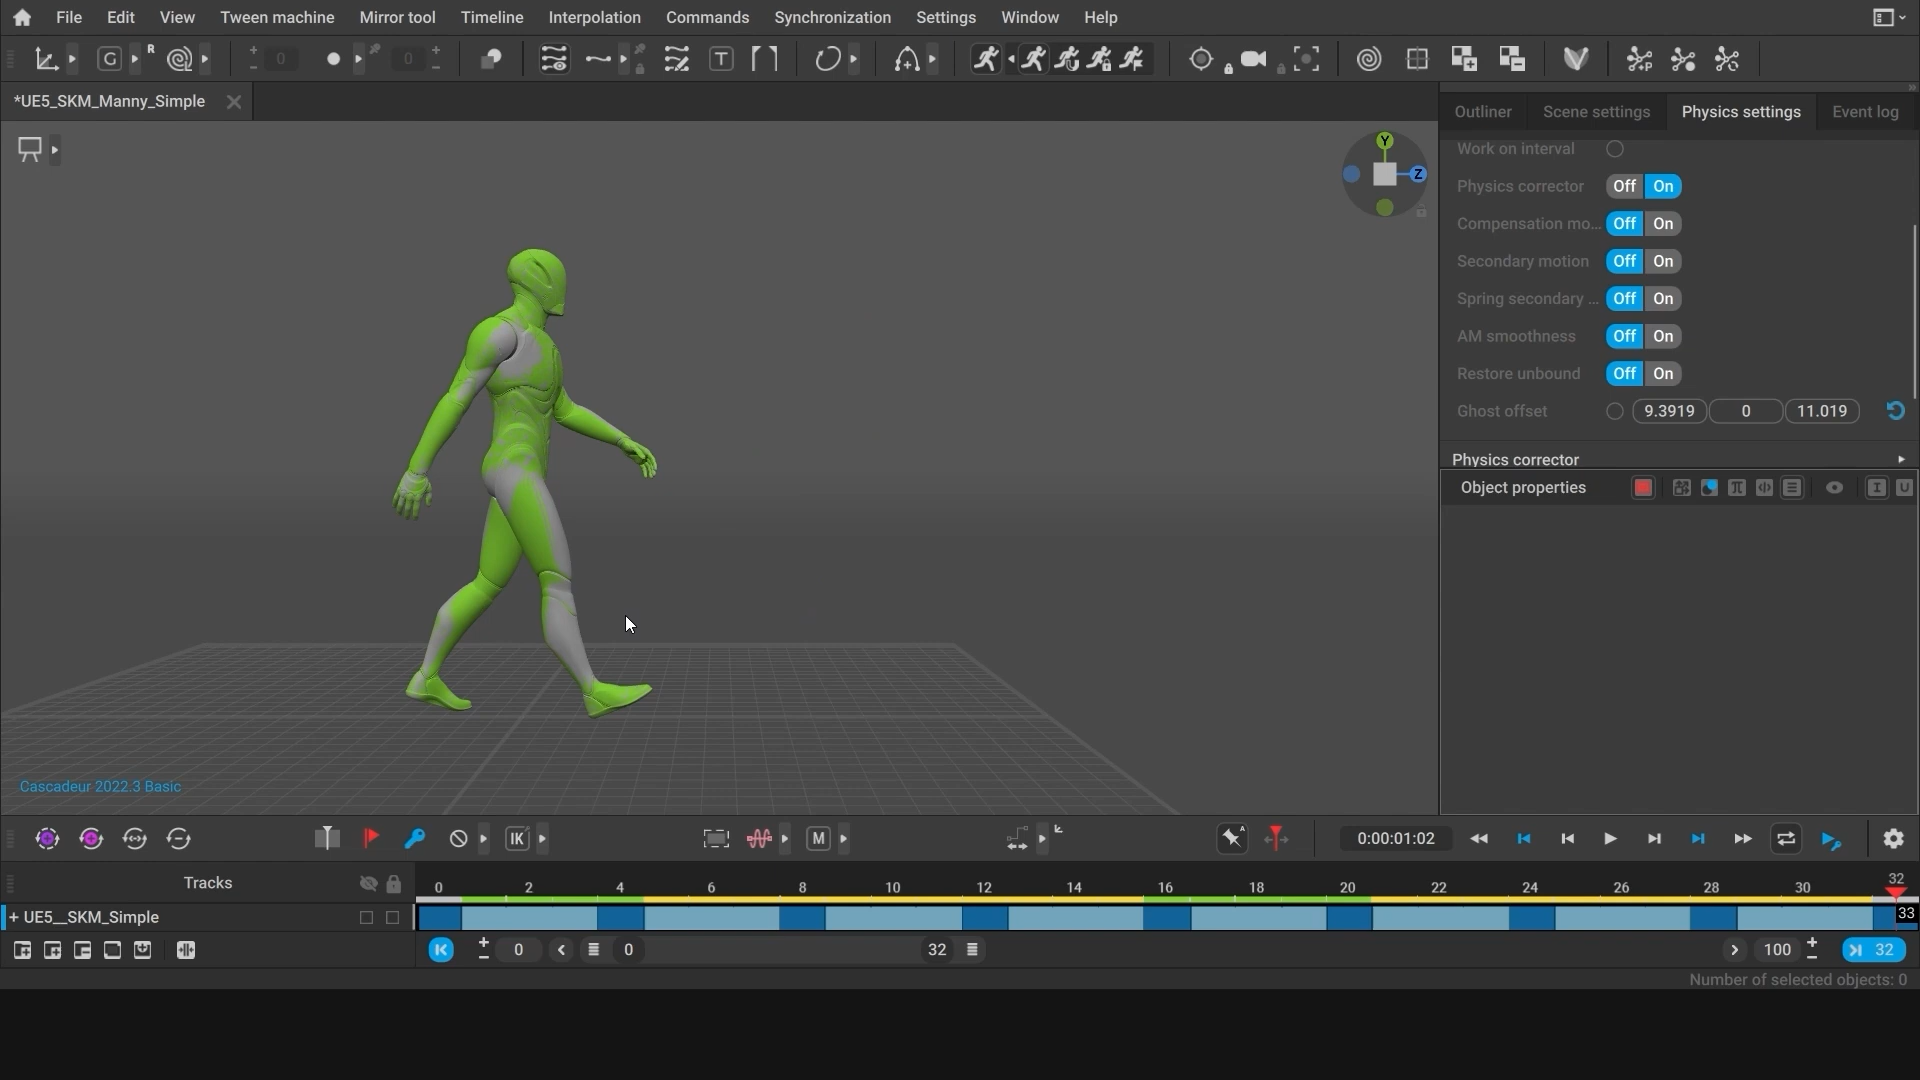 File Edit View Tween machine Mirror tool Timeline Interpolation Commands Synchronization Settings Window Help
G R 0 0 T
*UE5_SKM_Manny_Simple
Outliner Scene settings Physics settings Event log
Y
Z
Work on interval
Physics corrector Off On
Compensation mo... Off On
Secondary motion Off On
Spring secondary ... Off On
AM smoothness Off On
Restore unbound Off On
Ghost offset 9.3919 0 11.019
Physics corrector
Object properties I U
Cascadeur 2022.3 Basic
IK M A 0:00:01:02
Tracks 0 2 4 6 8 10 12 14 16 18 20 22 24 26 28 30 32
+ UE5__SKM_Simple 33
0 0 32 100 32
Number of selected objects: 0